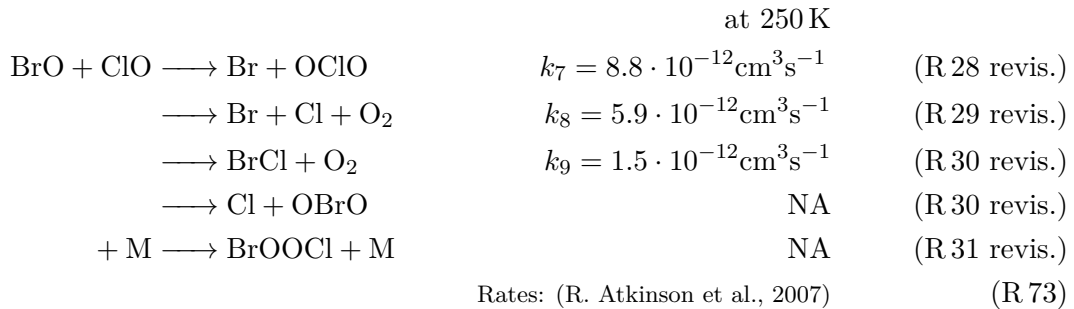 at 250 K
BrO + ClO ⟶ Br + OClO k₇ = 8.8 · 10⁻¹²cm³s⁻¹ (R 28 revis.)
⟶ Br + Cl + O₂ k₈ = 5.9 · 10⁻¹²cm³s⁻¹ (R 29 revis.)
⟶ BrCl + O₂ k₉ = 1.5 · 10⁻¹²cm³s⁻¹ (R 30 revis.)
⟶ Cl + OBrO NA (R 30 revis.)
+ M ⟶ BrOOCl + M NA (R 31 revis.)
Rates: (R. Atkinson et al., 2007) (R 73)